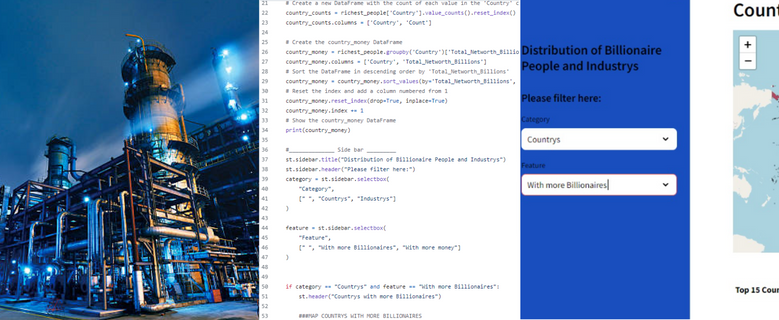 21 # Create a new DataFrame with the count of each value in the 'Country' c
22 country_counts = richest_people['Country'].value_counts().reset_index()
23 country_counts.columns = ['Country', 'Count']
24
25 # Create the country_money DataFrame
26 country_money = richest_people.groupby('Country')['Total_Networth_Billio
27 country_money.columns = ['Country', 'Total_Networth_Billions']
28 # Sort the DataFrame in descending order by 'Total_Networth_Billions'
29 country_money = country_money.sort_values(by='Total_Networth_Billions',
30 # Reset the index and add a column numbered from 1
31 country_money.reset_index(drop=True, inplace=True)
32 country_money.index += 1
33 # Show the country_money DataFrame
34 print(country_money)
35
36 #____________ Side bar ________
37 st.sidebar.title("Distribution of Billionaire People and Industrys")
38 st.sidebar.header("Please filter here:")
39 category = st.sidebar.selectbox(
40 "Category",
41 [" ", "Countrys", "Industrys"]
42 )
43
44 feature = st.sidebar.selectbox(
45 "Feature",
46 [" ", "With more Billlionaires", "With more money"]
47 )
48
49
50 if category == "Countrys" and feature == "With more Billionaires":
51 st.header("Countrys with more Billionaires")
52
53 ###MAP COUNTRYS WITH MORE BILLIONAIRES
Distribution of Billionaire
People and Industrys
Please filter here:
Category
Countrys
Feature
With more Billionaires
Count
+
−
Top 15 Coun